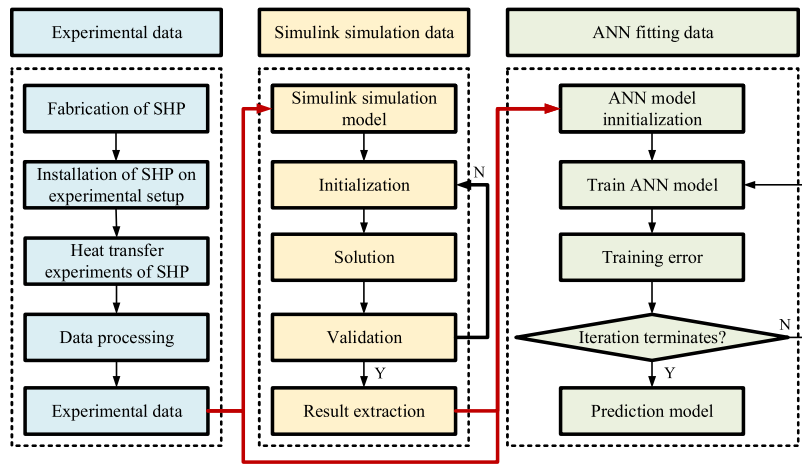 Experimental data
Simulink simulation data
ANN fitting data
Fabrication of SHP
Installation of SHP on
experimental setup
Heat transfer
experiments of SHP
Data processing
Experimental data
Simulink simulation
model
Initialization
N
Solution
Validation
Y
Result extraction
ANN model
innitialization
Train ANN model
Training error
Iteration terminates?
N
Y
Prediction model